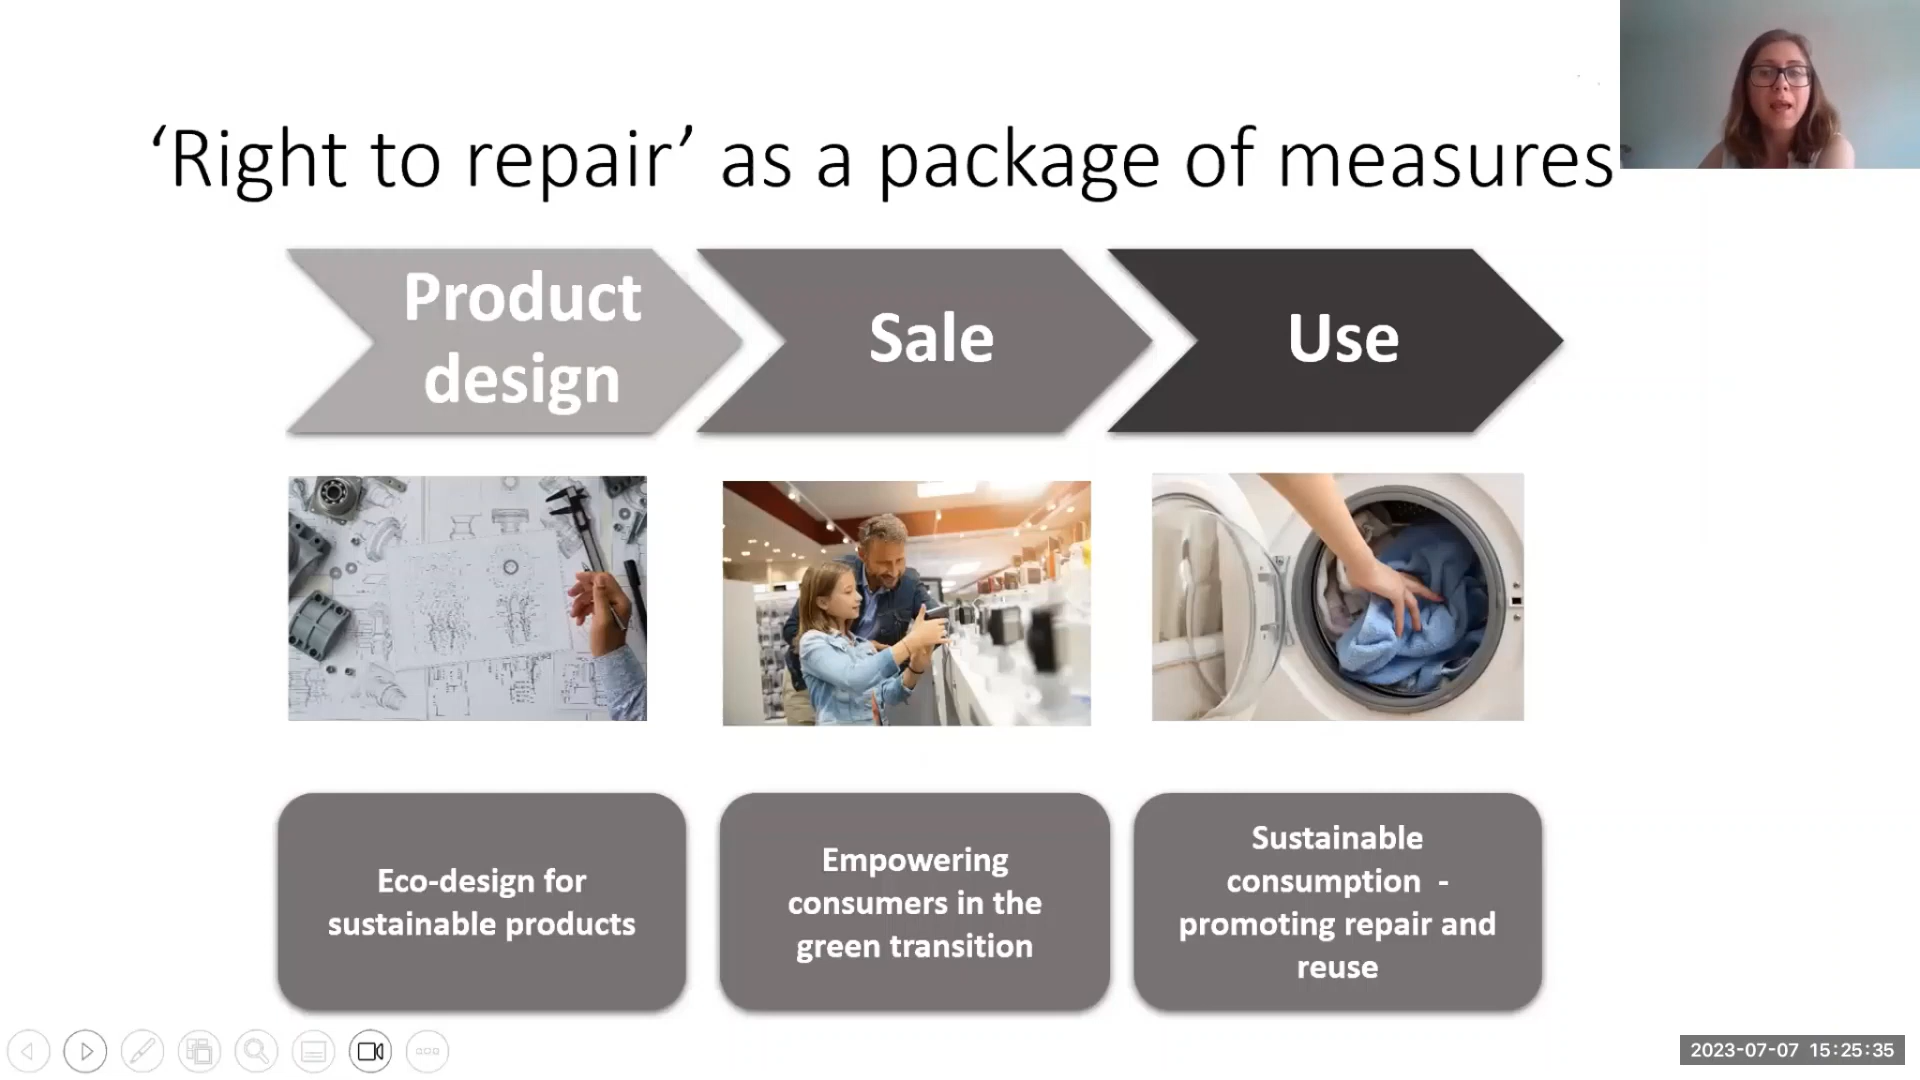 ‘Right to repair’ as a package of measures
Product
design
Sale
Use
Eco-design for
sustainable products
Empowering
consumers in the
green transition
Sustainable
consumption -
promoting repair and
reuse
2023-07-07 15:25:35